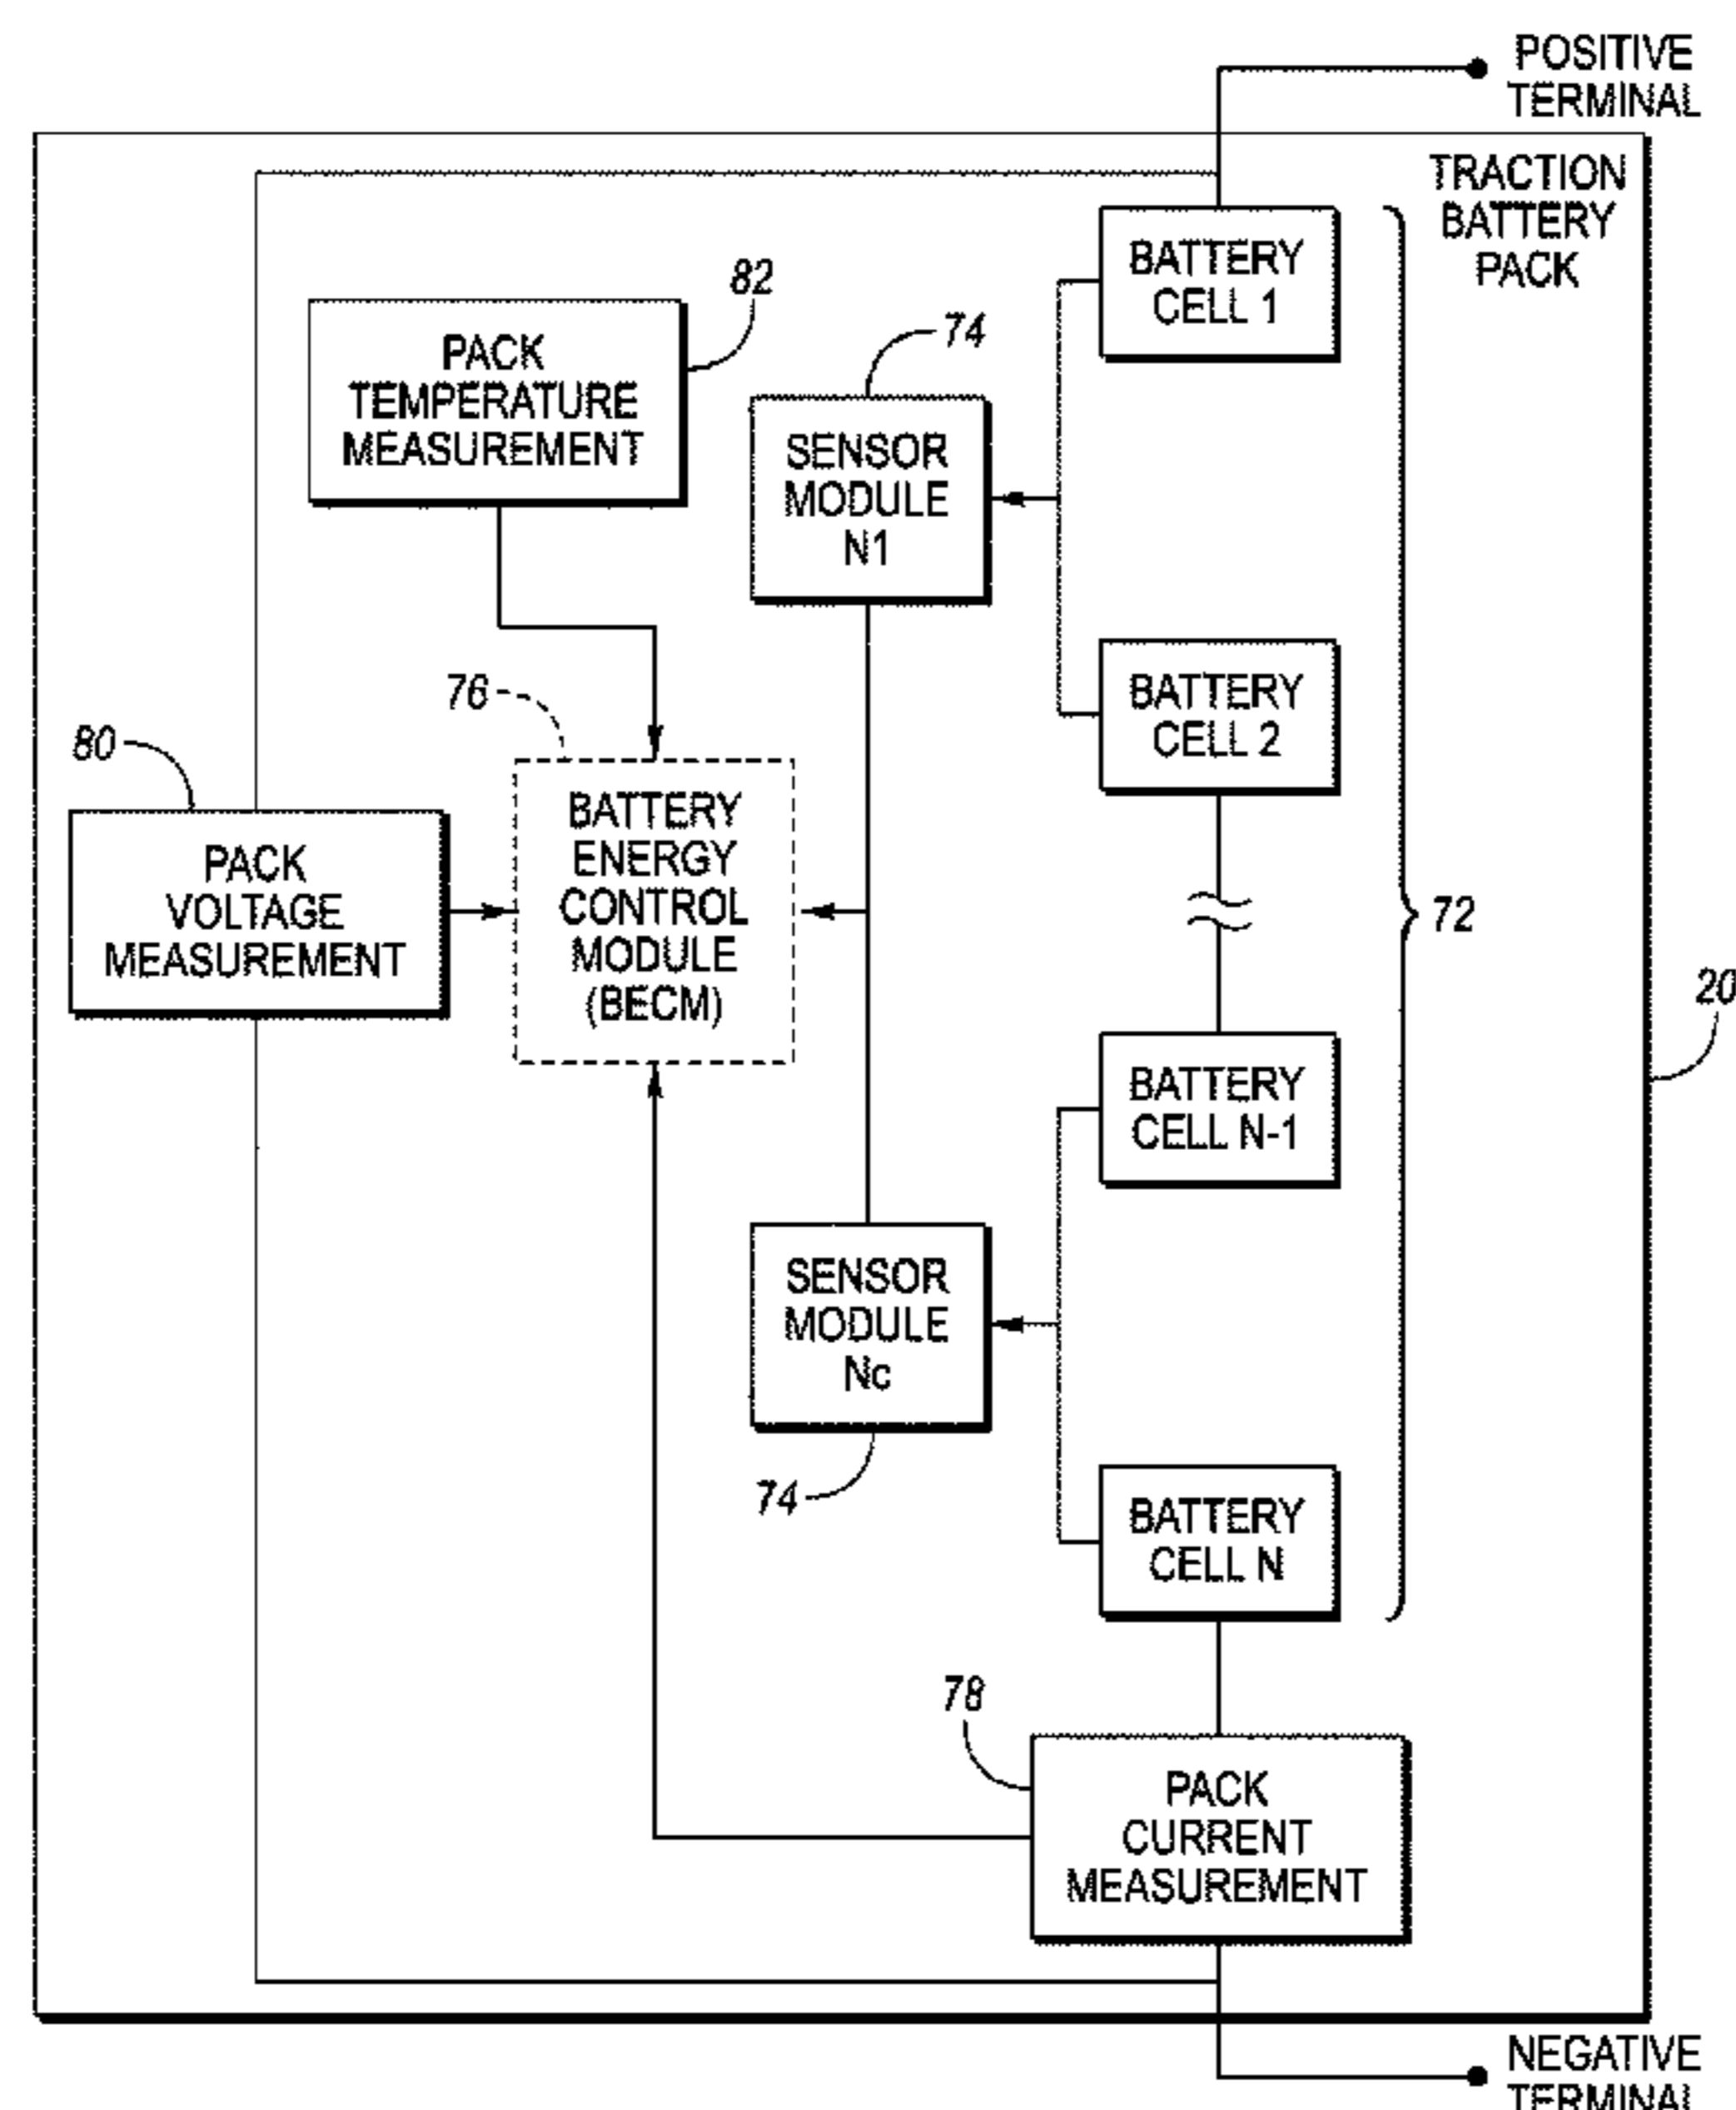 POSITIVE
TERMINAL
TRACTION
BATTERY
PACK
BATTERY
CELL 1
82
PACK
TEMPERATURE
MEASUREMENT
74
SENSOR
MODULE
N1
BATTERY
CELL 2
76
80
PACK
VOLTAGE
MEASUREMENT
BATTERY
ENERGY
CONTROL
MODULE
(BECM)
72
20
BATTERY
CELL N-1
SENSOR
MODULE
Nc
74
BATTERY
CELL N
78
PACK
CURRENT
MEASUREMENT
NEGATIVE
TERMINAL